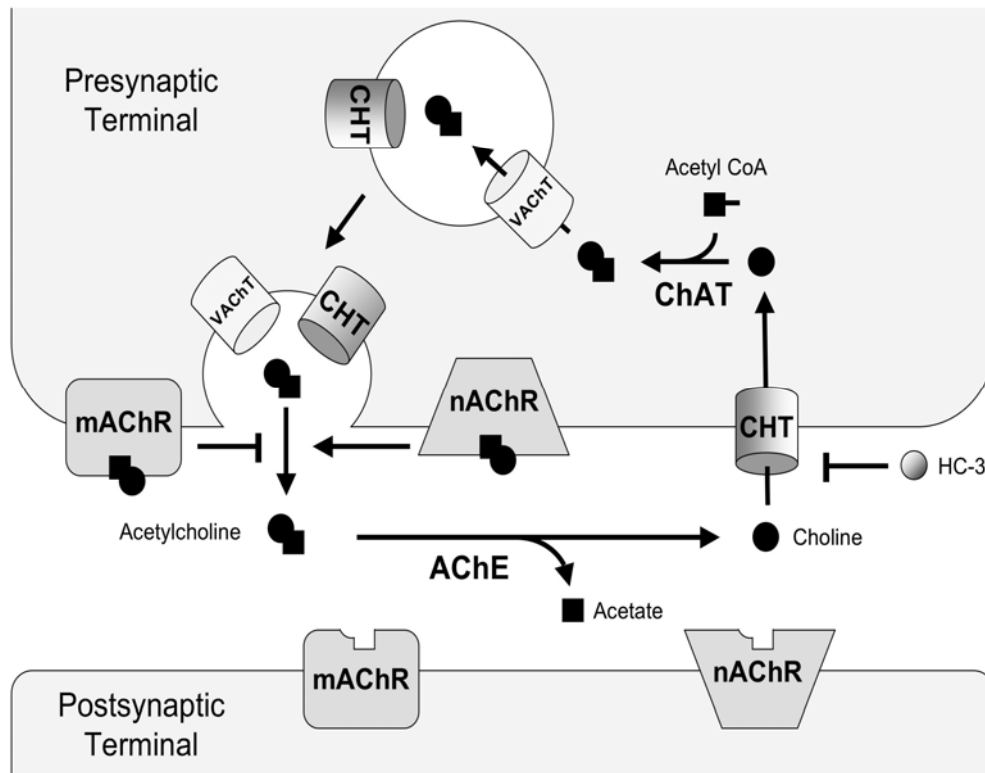 Presynaptic
Terminal
CHT
VAChT
Acetyl CoA
ChAT
VAChT
CHT
mAChR
nAChR
CHT
HC-3
Acetylcholine
AChE
Choline
Acetate
mAChR
nAChR
Postsynaptic
Terminal